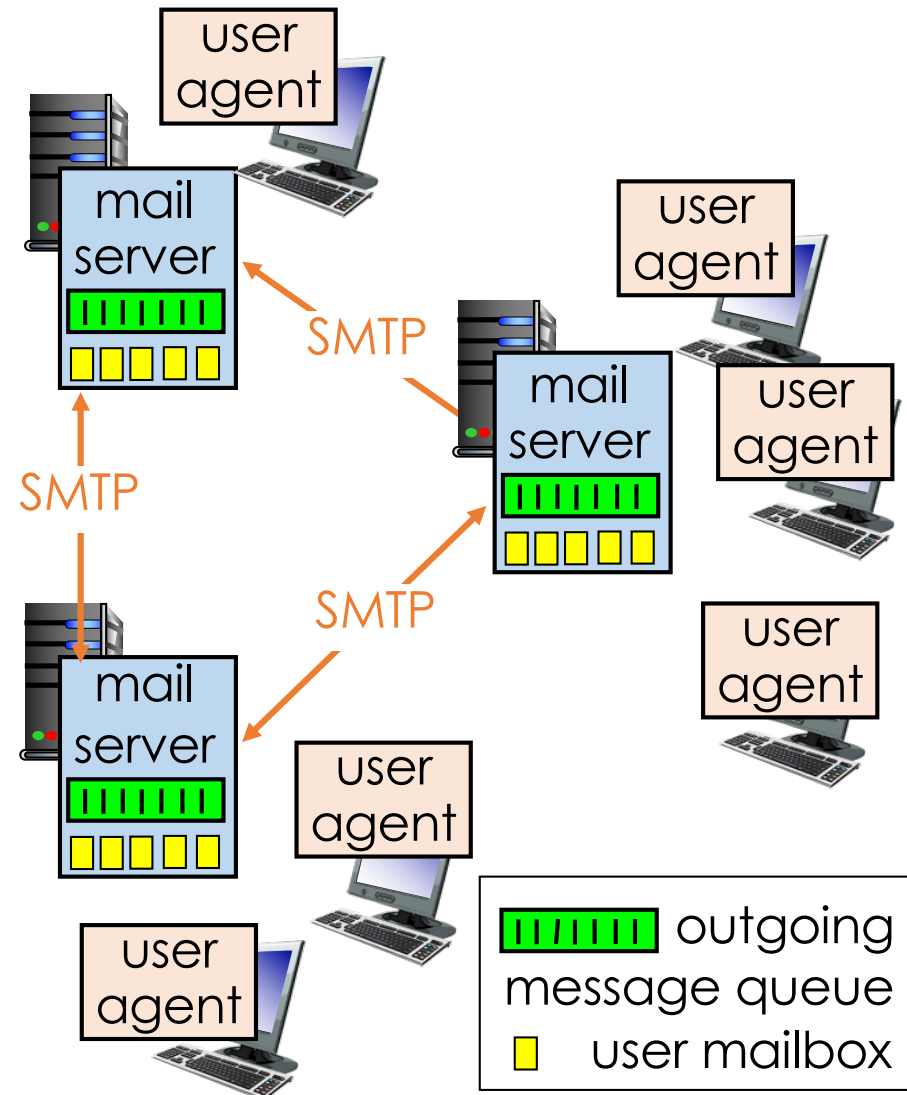 user
agent
mail
server
SMTP
user
agent
mail
server
user
agent
SMTP
SMTP
user
agent
mail
server
user
agent
user
agent
outgoing
message queue
user mailbox